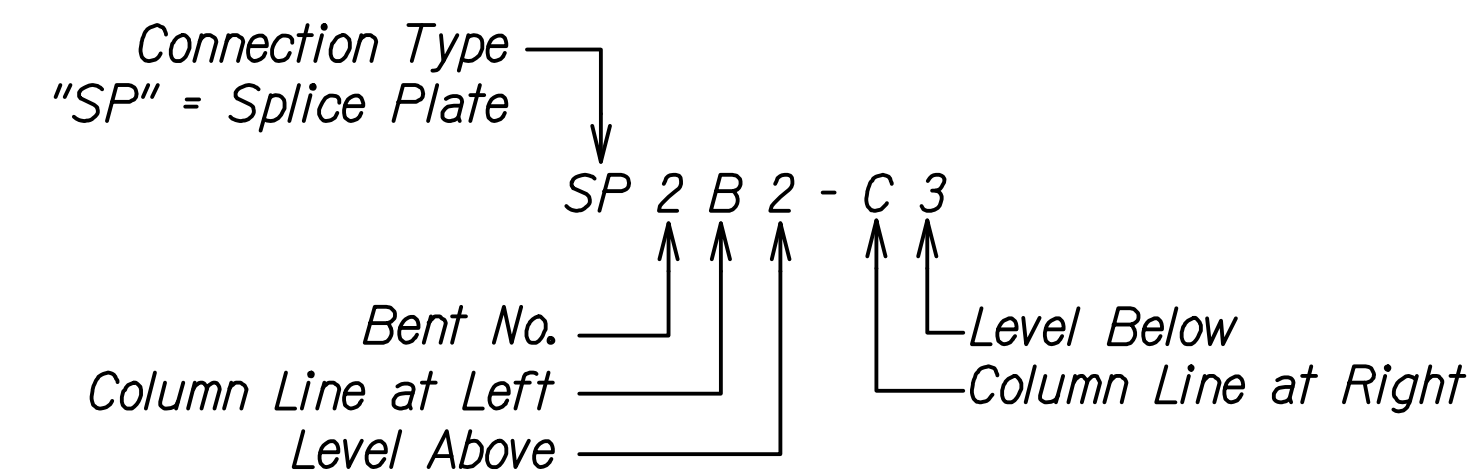 Connection Type
"SP" = Splice Plate
SP 2 B 2 - C 3
Bent No.
Level Below
Column Line at Left
Column Line at Right
Level Above